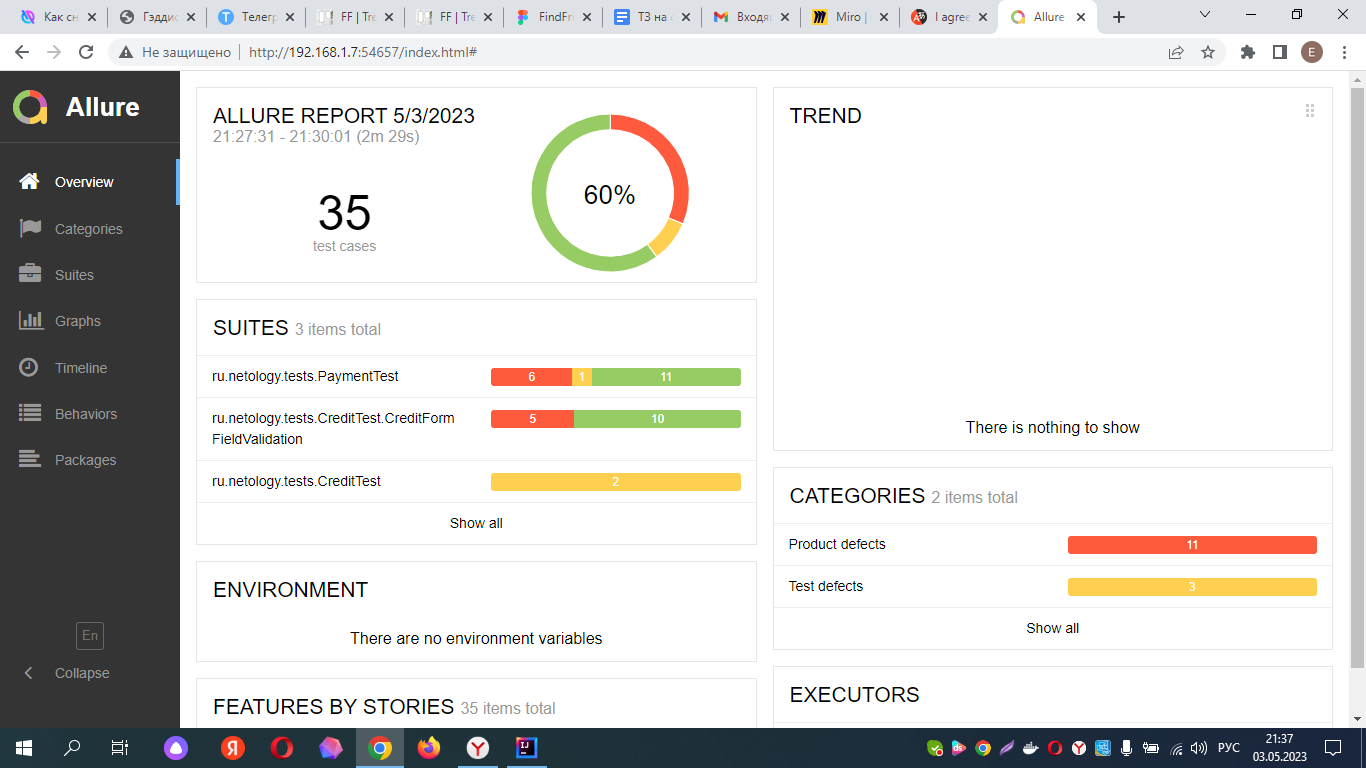 Как сн
Гэддис
Телегр
FF | Tre
FF | Tre
FindFri
ТЗ на с
Входящ
Miro |
I agree
Allure
Не защищено
http://192.168.1.7:54657/index.html#
E
Allure
Overview
Categories
Suites
Graphs
Timeline
Behaviors
Packages
En
Collapse
ALLURE REPORT 5/3/2023
21:27:31 - 21:30:01 (2m 29s)
35
test cases
60%
SUITES 3 items total
ru.netology.tests.PaymentTest
6 1 11
ru.netology.tests.CreditTest.CreditForm
FieldValidation
5 10
ru.netology.tests.CreditTest
2
Show all
ENVIRONMENT
There are no environment variables
FEATURES BY STORIES 35 items total
TREND
There is nothing to show
CATEGORIES 2 items total
Product defects
11
Test defects
3
Show all
EXECUTORS
РУС
21:37
03.05.2023